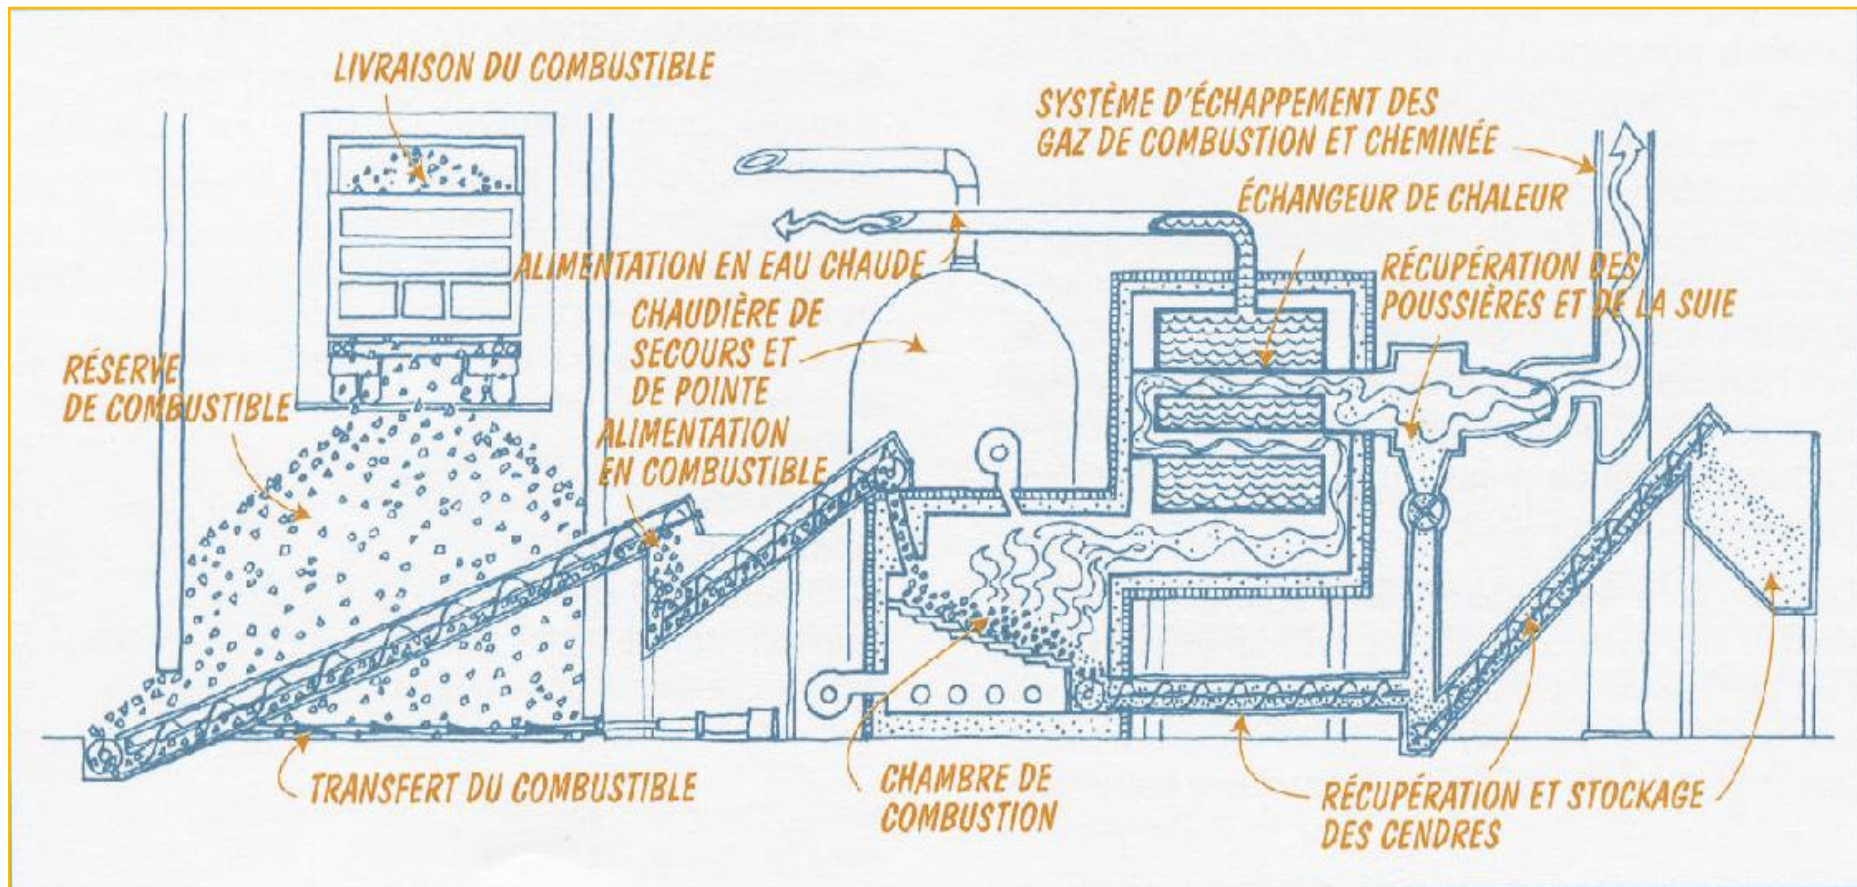 LIVRAISON DU COMBUSTIBLE
SYSTÈME D'ÉCHAPPEMENT DES
GAZ DE COMBUSTION ET CHEMINÉE
ÉCHANGEUR DE CHALEUR
ALIMENTATION EN EAU CHAUDE
RÉCUPÉRATION DES
POUSSIÈRES ET DE LA SUIE
CHAUDIÈRE DE
SECOURS ET
DE POINTE
RÉSERVE
DE COMBUSTIBLE
ALIMENTATION
EN COMBUSTIBLE
TRANSFERT DU COMBUSTIBLE
CHAMBRE DE
COMBUSTION
RÉCUPÉRATION ET STOCKAGE
DES CENDRES